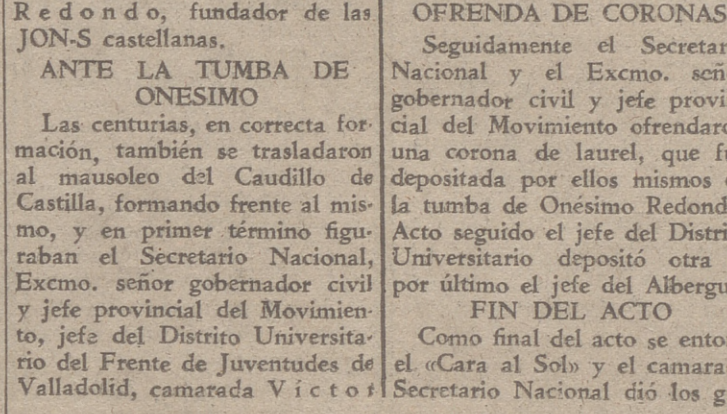 Redondo, fundador de las
JON-S castellanas.
ANTE LA TUMBA DE
ONESIMO
Las centurias, en correcta for-
mación, también se trasladaron
al mausoleo del Caudillo de
Castilla, formando frente al mis-
mo, y en primer término figu-
raban el Secretario Nacional,
Excmo. señor gobernador civil
y jefe provincial del Movimien-
to, jefe del Distrito Universita-
rio del Frente de Juventudes de
Valladolid, camarada Víctor
OFRENDA DE CORONAS
Seguidamente el Secretar
Nacional y el Excmo. señ
gobernador civil y jefe provi
cial del Movimiento ofrendaro
una corona de laurel, que f
depositada por ellos mismos
la tumba de Onésimo Redond
Acto seguido el jefe del Distri
Universitario depositó otra
por último el jefe del Albergu
FIN DEL ACTO
Como final del acto se ento
el «Cara al Sol» y el camara
Secretario Nacional dió los g